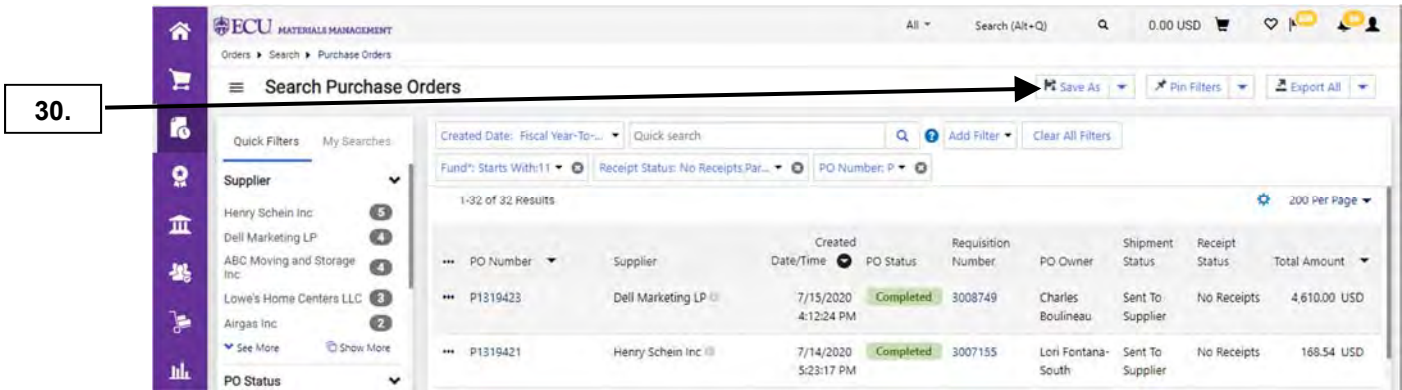 ECU MATERIALS MANAGEMENT
All
Search (Alt+Q)
0.00 USD
Orders Search Purchase Orders
30.
Search Purchase Orders
Save As
Pin Filters
Export All
Quick Filters My Searches
Created Date: Fiscal Year-To-...
Quick search
Add Filter
Clear All Filters
Fund*: Starts With:11
Receipt Status: No Receipts,Par...
PO Number: P
1-32 of 32 Results
200 Per Page
Supplier
Henry Schein Inc 5
Dell Marketing LP 4
ABC Moving and Storage Inc 4
Lowe's Home Centers LLC 3
Airgas Inc 2
See More Show More
PO Status
... PO Number Supplier Created Date/Time PO Status Requisition Number PO Owner Shipment Status Receipt Status Total Amount
... P1319423 Dell Marketing LP 7/15/2020 4:12:24 PM Completed 3008749 Charles Boulineau Sent To Supplier No Receipts 4,610.00 USD
... P1319421 Henry Schein Inc 7/14/2020 5:23:17 PM Completed 3007155 Lori Fontana-South Sent To Supplier No Receipts 168.54 USD